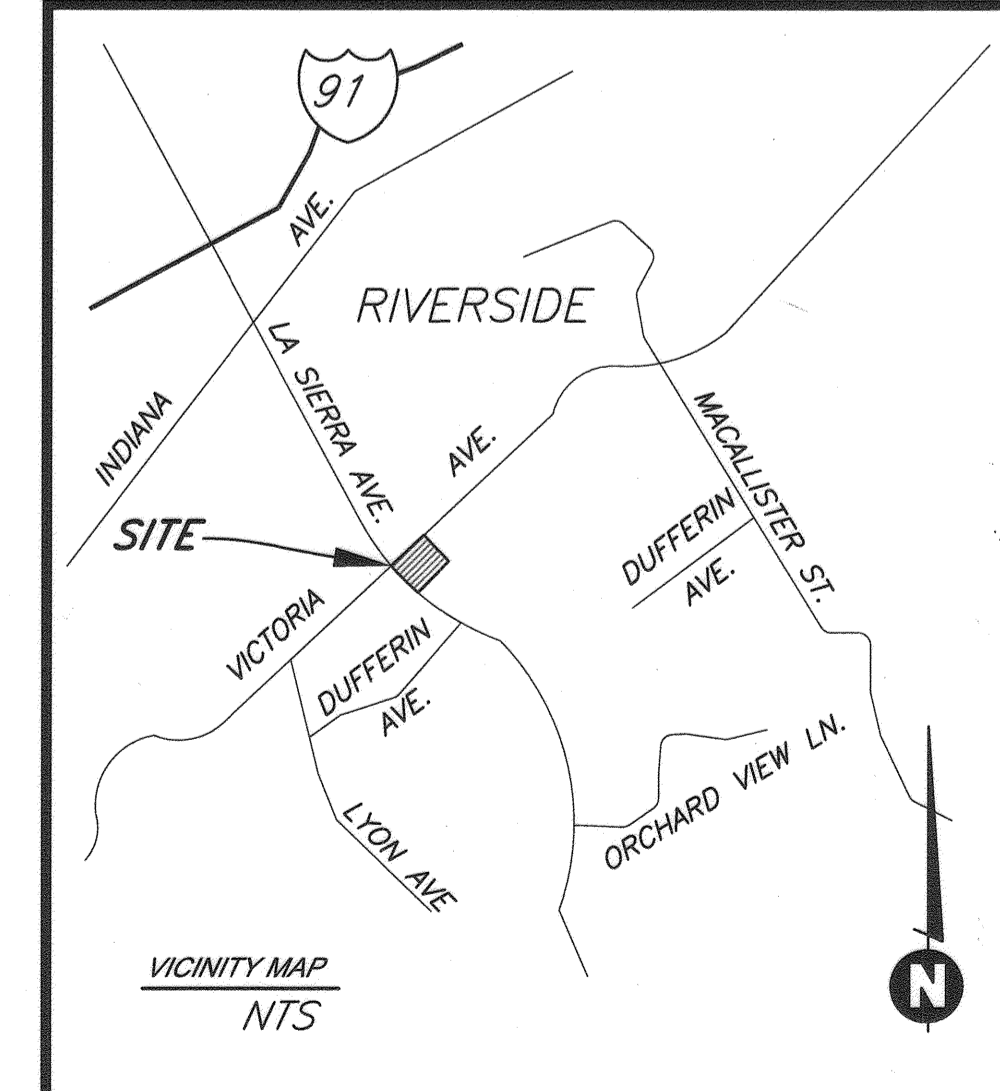 91
AVE.
RIVERSIDE
LA SIERRA AVE.
INDIANA
AVE.
MACALLISTER ST.
SITE
DUFFERIN
AVE.
VICTORIA
DUFFERIN
AVE.
ORCHARD VIEW LN.
LYON AVE
VICINITY MAP
NTS
N